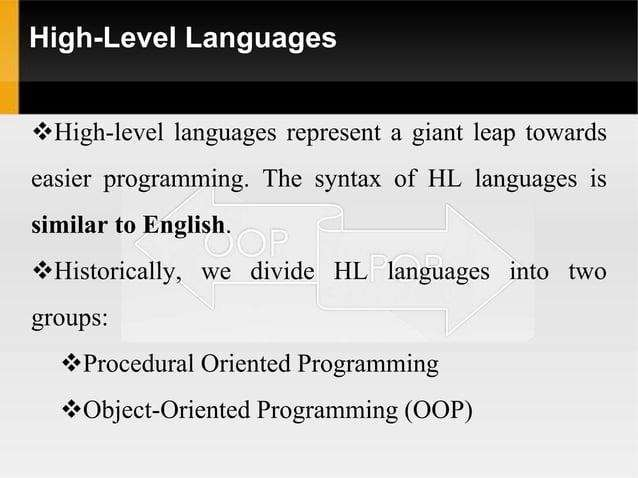 High-Level Languages
❖High-level languages represent a giant leap towards
easier programming. The syntax of HL languages is
similar to English.
OOP
POP
❖Historically, we divide HL languages into two
groups:
❖Procedural Oriented Programming
❖Object-Oriented Programming (OOP)